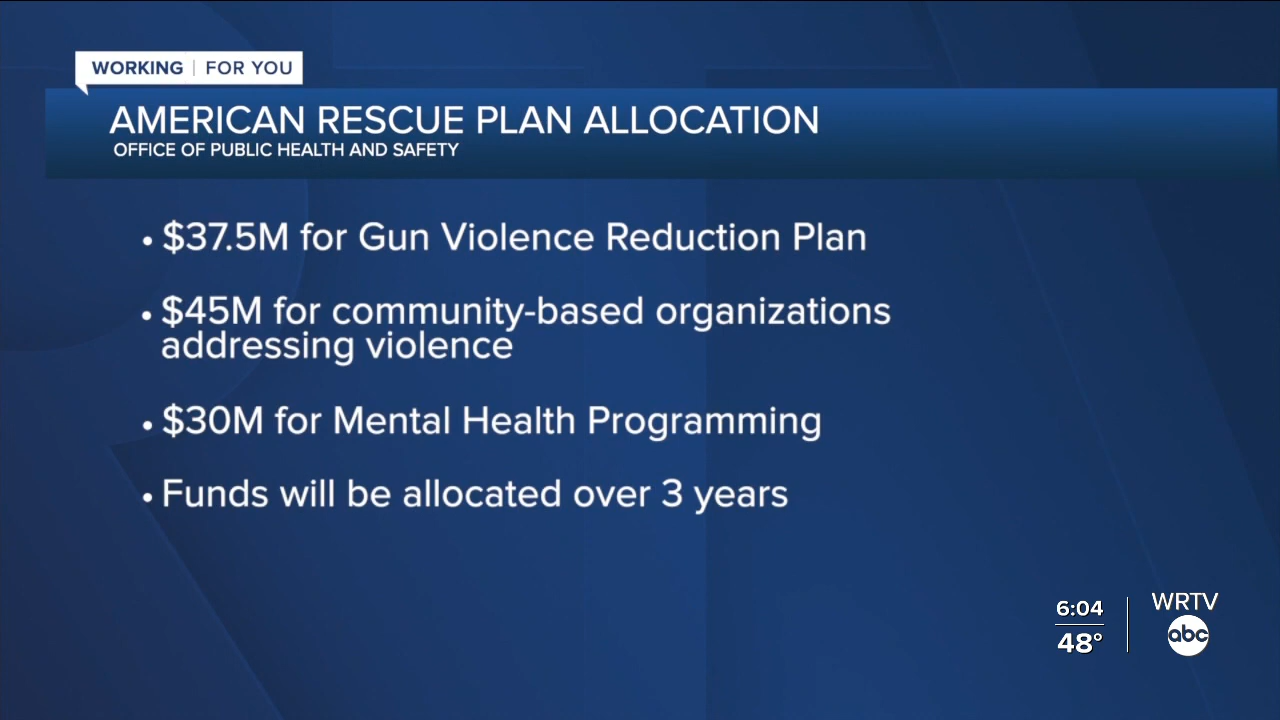 WORKING | FOR YOU
AMERICAN RESCUE PLAN ALLOCATION
OFFICE OF PUBLIC HEALTH AND SAFETY
• $37.5M for Gun Violence Reduction Plan
• $45M for community-based organizations
addressing violence
• $30M for Mental Health Programming
• Funds will be allocated over 3 years
6:04
48°
WRTV
abc